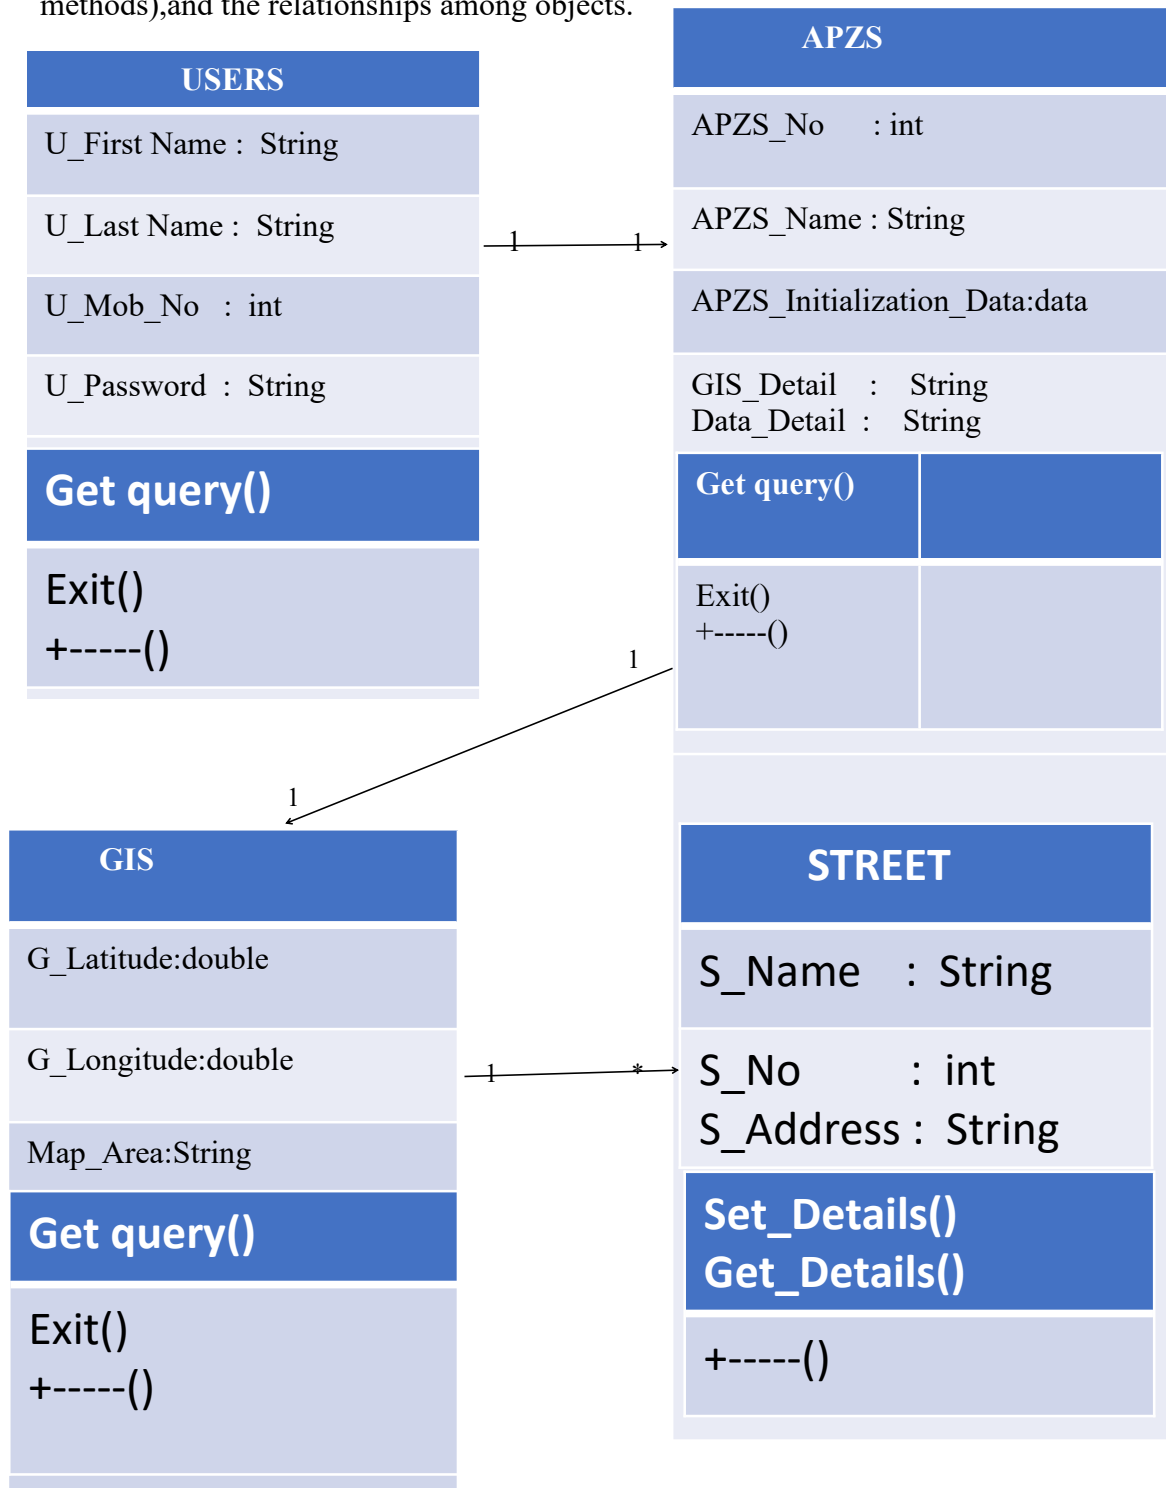 methods),and the relationships among objects.
USERS
U_First Name : String
U_Last Name : String
U_Mob_No : int
U_Password : String
Get query()
Exit()
+-----()
1 1
APZS
APZS_No : int
APZS_Name : String
APZS_Initialization_Data:data
GIS_Detail : String
Data_Detail : String
Get query()
Exit()
+-----()
1
1
GIS
G_Latitude:double
G_Longitude:double
Map_Area:String
Get query()
Exit()
+-----()
1 *
STREET
S_Name : String
S_No : int
S_Address : String
Set_Details()
Get_Details()
+-----()